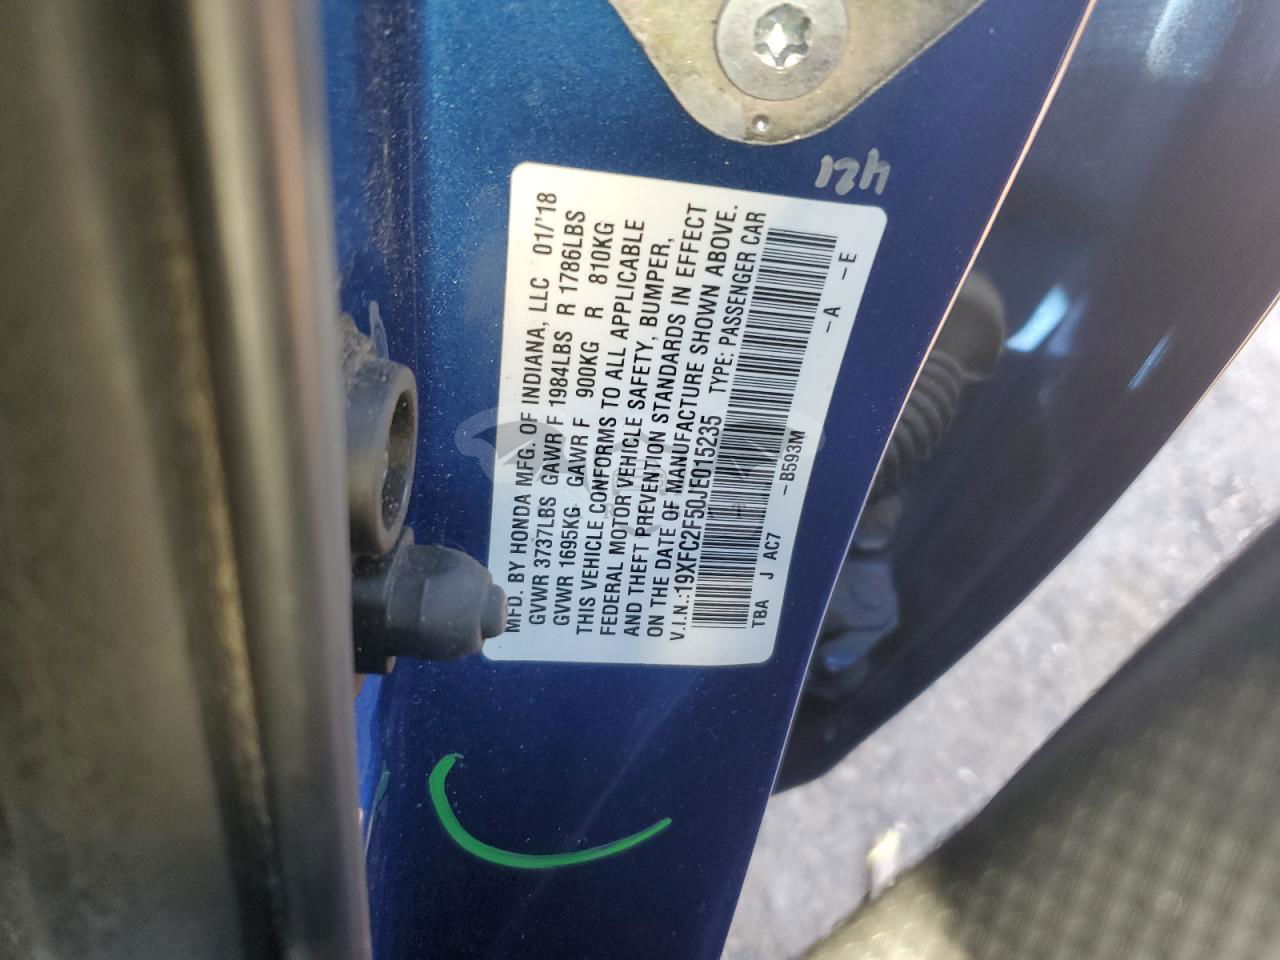 MFD. BY HONDA MFG. OF INDIANA, LLC 01/'18
GVWR 3737LBS GAWR F 1984LBS R 1786LBS
GVWR 1695KG GAWR F 900KG R 810KG
THIS VEHICLE CONFORMS TO ALL APPLICABLE
FEDERAL MOTOR VEHICLE SAFETY, BUMPER,
AND THEFT PREVENTION STANDARDS IN EFFECT
ON THE DATE OF MANUFACTURE SHOWN ABOVE.
V.I.N.:19XFC2F50JE015235 TYPE: PASSENGER CAR
TBA J AC7 -B593M -A -E
421